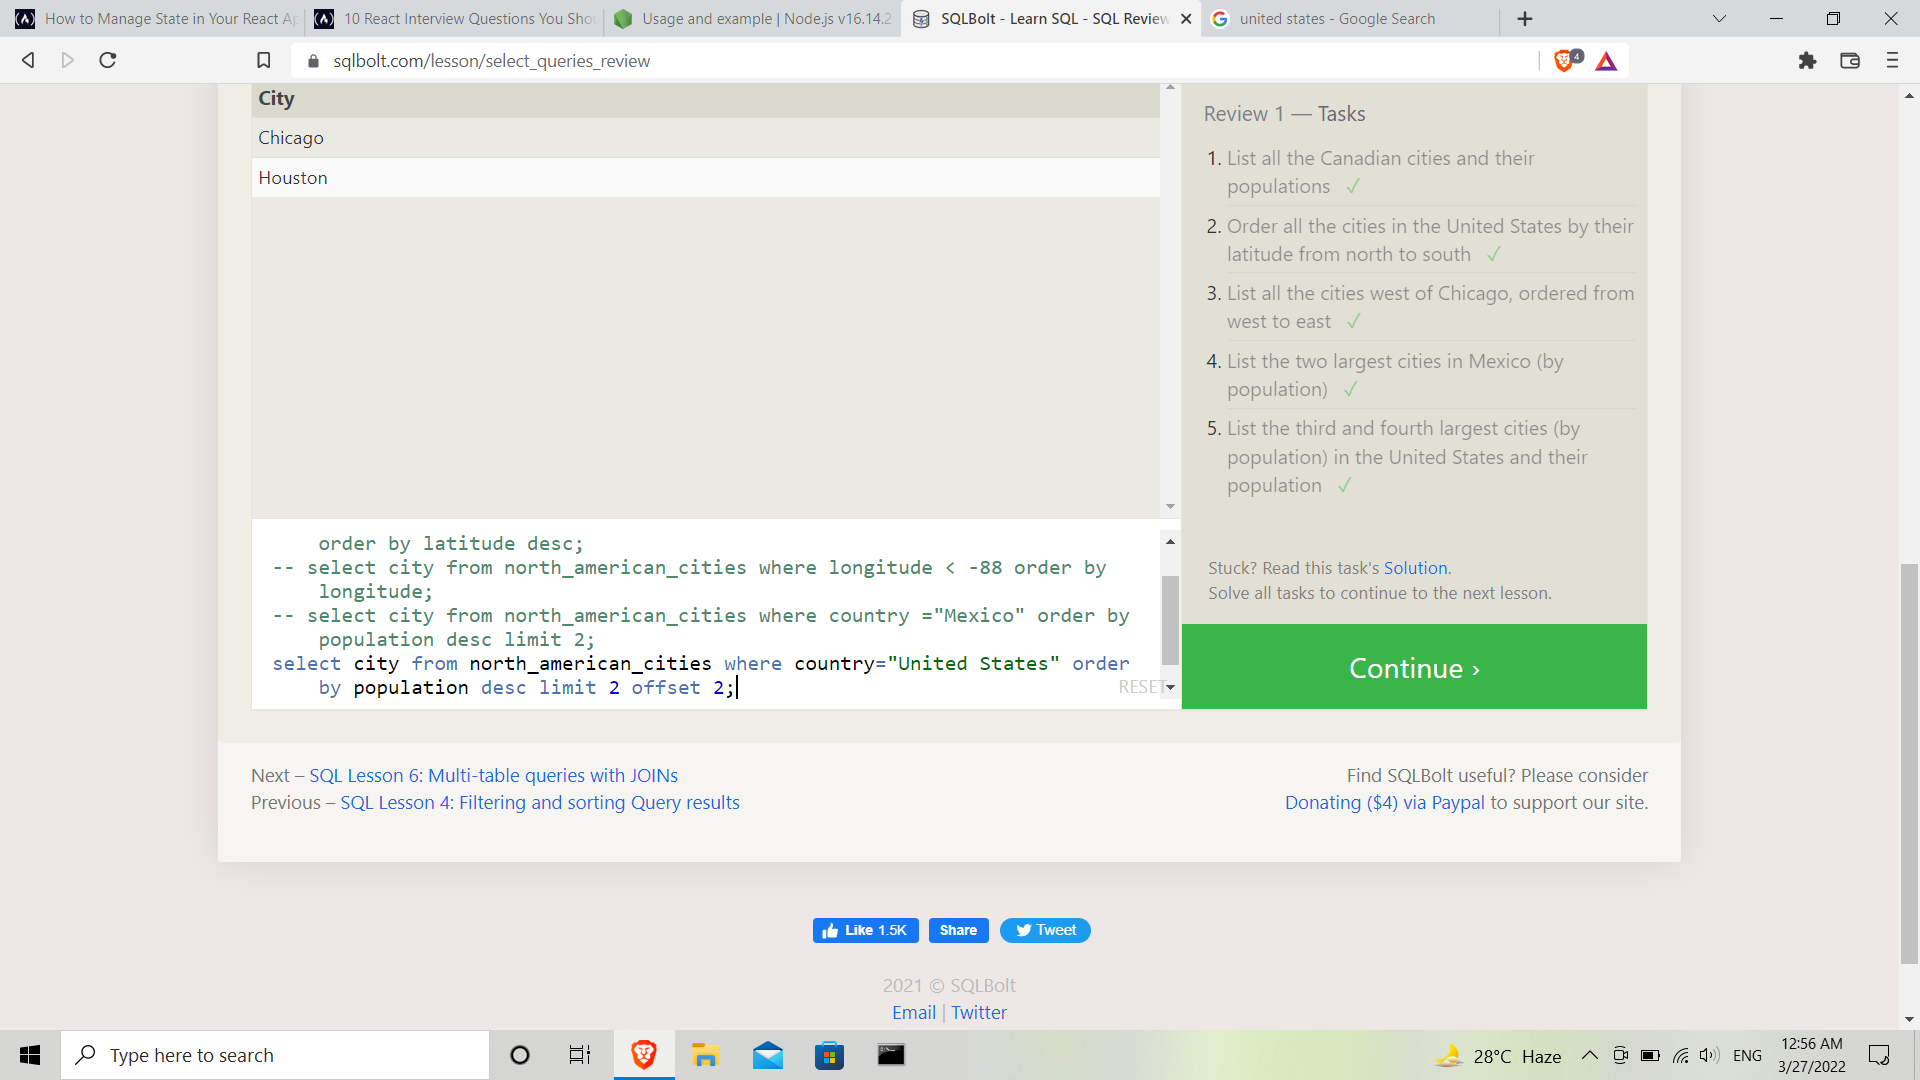 How to Manage State in Your React Ap
10 React Interview Questions You Shou
Usage and example | Node.js v16.14.2
SQLBolt - Learn SQL - SQL Review
united states - Google Search
sqlbolt.com/lesson/select_queries_review
4
City
Chicago
Houston
order by latitude desc;
-- select city from north_american_cities where longitude < -88 order by
longitude;
-- select city from north_american_cities where country ="Mexico" order by
population desc limit 2;
select city from north_american_cities where country="United States" order
by population desc limit 2 offset 2;
RESET
Review 1 — Tasks
1. List all the Canadian cities and their
populations ✓
2. Order all the cities in the United States by their
latitude from north to south ✓
3. List all the cities west of Chicago, ordered from
west to east ✓
4. List the two largest cities in Mexico (by
population) ✓
5. List the third and fourth largest cities (by
population) in the United States and their
population ✓
Stuck? Read this task's Solution.
Solve all tasks to continue to the next lesson.
Continue ›
Next – SQL Lesson 6: Multi-table queries with JOINs
Previous – SQL Lesson 4: Filtering and sorting Query results
Find SQLBolt useful? Please consider
Donating ($4) via Paypal to support our site.
Like 1.5K
Share
Tweet
2021 © SQLBolt
Email | Twitter
Type here to search
28°C Haze
ENG
12:56 AM
3/27/2022